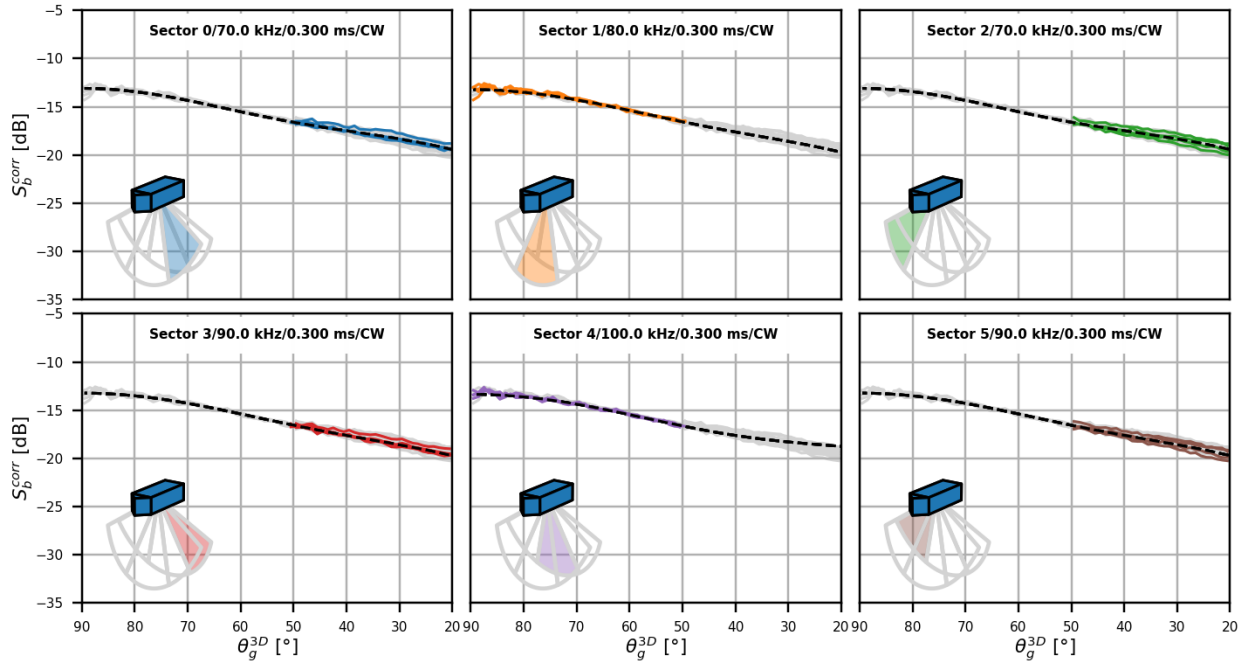 Sector 0/70.0 kHz/0.300 ms/CW
Sector 1/80.0 kHz/0.300 ms/CW
Sector 2/70.0 kHz/0.300 ms/CW
−5
−10
−15
−20
−25
−30
−35
S_b^corr [dB]
Sector 3/90.0 kHz/0.300 ms/CW
Sector 4/100.0 kHz/0.300 ms/CW
Sector 5/90.0 kHz/0.300 ms/CW
−5
−10
−15
−20
−25
−30
−35
S_b^corr [dB]
90 80 70 60 50 40 30 20
90 80 70 60 50 40 30 20
90 80 70 60 50 40 30 20
θ_g^3D [°]
θ_g^3D [°]
θ_g^3D [°]